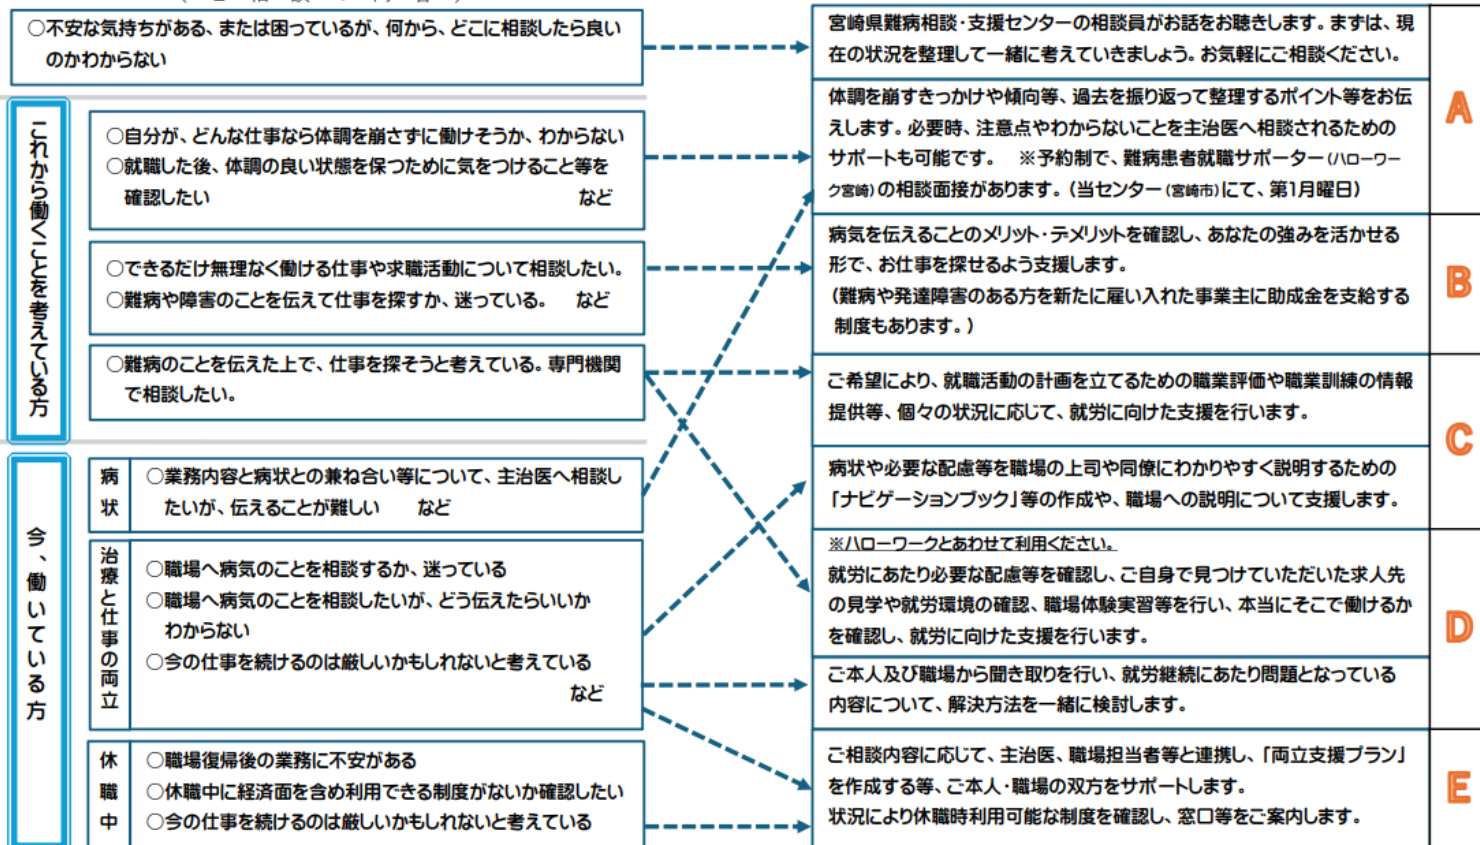 ○不安な気持ちがある、または困っているが、何から、どこに相談したら良い
のかわからない
これから働くことを考えている方
○自分が、どんな仕事なら体調を崩さずに働けそうか、わからない
○就職した後、体調の良い状態を保つために気をつけること等を
確認したい　など
○できるだけ無理なく働ける仕事や求職活動について相談したい。
○難病や障害のことを伝えて仕事を探すか、迷っている。　など
○難病のことを伝えた上で、仕事を探そうと考えている。専門機関
で相談したい。
今、働いている方
病状
○業務内容と病状との兼ね合い等について、主治医へ相談し
たいが、伝えることが難しい　など
治療と仕事の両立
○職場へ病気のことを相談するか、迷っている
○職場へ病気のことを相談したいが、どう伝えたらいいか
わからない
○今の仕事を続けるのは厳しいかもしれないと考えている
など
休職中
○職場復帰後の業務に不安がある
○休職中に経済面を含め利用できる制度がないか確認したい
○今の仕事を続けるのは厳しいかもしれないと考えている
宮崎県難病相談・支援センターの相談員がお話をお聴きします。まずは、現
在の状況を整理して一緒に考えていきましょう。お気軽にご相談ください。
体調を崩すきっかけや傾向等、過去を振り返って整理するポイント等をお伝
えします。必要時、注意点やわからないことを主治医へ相談されるための
サポートも可能です。　※予約制で、難病患者就職サポーター(ハローワー
ク宮崎)の相談面接があります。(当センター(宮崎市)にて、第1月曜日)
A
病気を伝えることのメリット・デメリットを確認し、あなたの強みを活かせる
形で、お仕事を探せるよう支援します。
(難病や発達障害のある方を新たに雇い入れた事業主に助成金を支給する
制度もあります。)
B
ご希望により、就職活動の計画を立てるための職業評価や職業訓練の情報
提供等、個々の状況に応じて、就労に向けた支援を行います。
病状や必要な配慮等を職場の上司や同僚にわかりやすく説明するための
「ナビゲーションブック」等の作成や、職場への説明について支援します。
C
※ハローワークとあわせて利用ください。
就労にあたり必要な配慮等を確認し、ご自身で見つけていただいた求人先
の見学や就労環境の確認、職場体験実習等を行い、本当にそこで働けるか
を確認し、就労に向けた支援を行います。
ご本人及び職場から聞き取りを行い、就労継続にあたり問題となっている
内容について、解決方法を一緒に検討します。
D
ご相談内容に応じて、主治医、職場担当者等と連携し、「両立支援プラン」
を作成する等、ご本人・職場の双方をサポートします。
状況により休職時利用可能な制度を確認し、窓口等をご案内します。
E